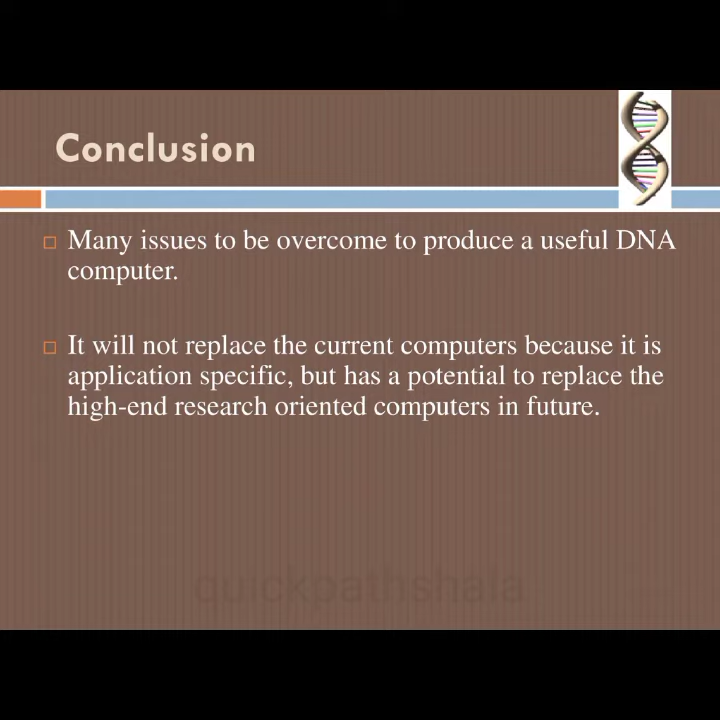 Conclusion
Many issues to be overcome to produce a useful DNA
computer.
It will not replace the current computers because it is
application specific, but has a potential to replace the
high-end research oriented computers in future.
quickpathshala